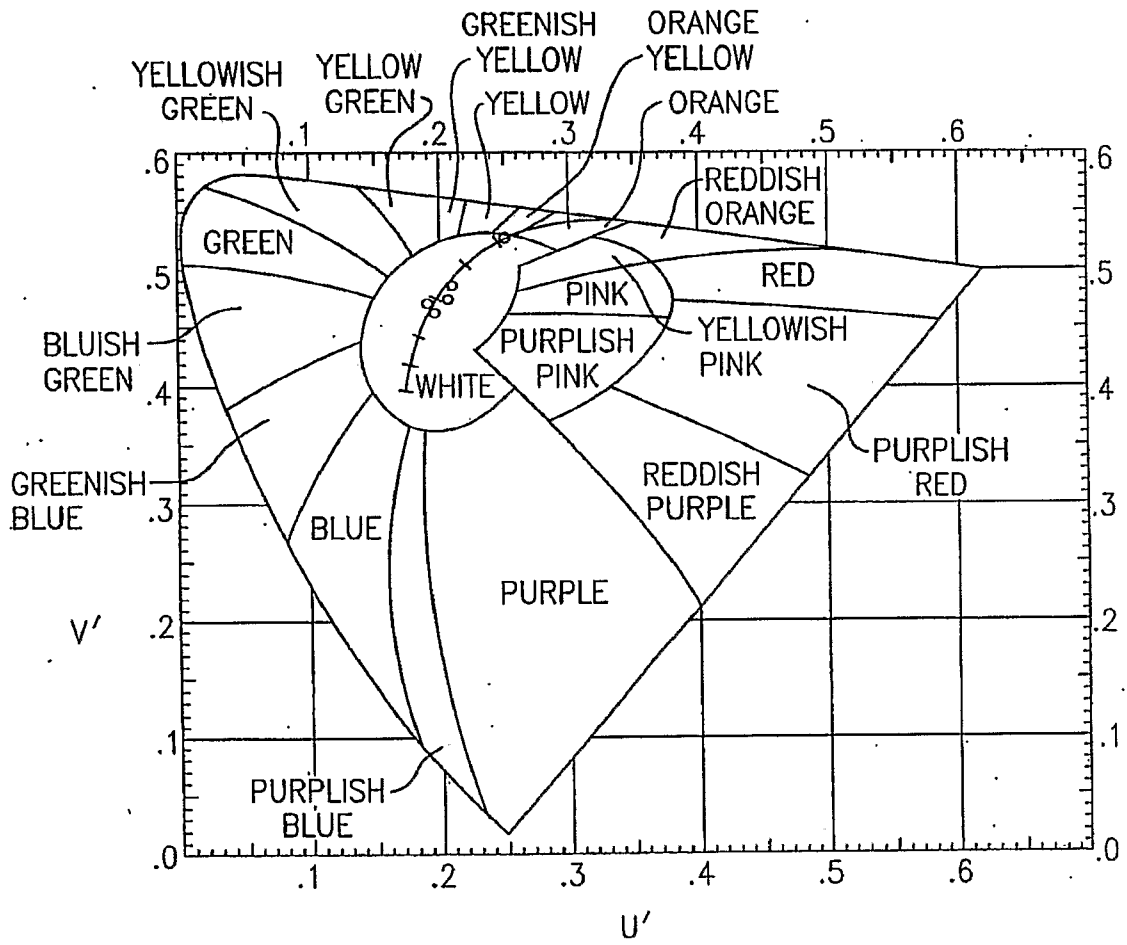 GREENISH
YELLOW
ORANGE
YELLOW
YELLOWISH
GREEN
YELLOW
GREEN
YELLOW
ORANGE
.1 .2 .3 .4 .5 .6
.6 .6
REDDISH
ORANGE
GREEN
RED
.5 .5
PINK
BLUISH
GREEN
YELLOWISH
PINK
PURPLISH
PINK
WHITE
.4 .4
PURPLISH
RED
GREENISH
BLUE
REDDISH
PURPLE
.3 .3
BLUE
PURPLE
V'
.2 .2
.1 .1
PURPLISH
BLUE
.0 .0
.1 .2 .3 .4 .5 .6
U'